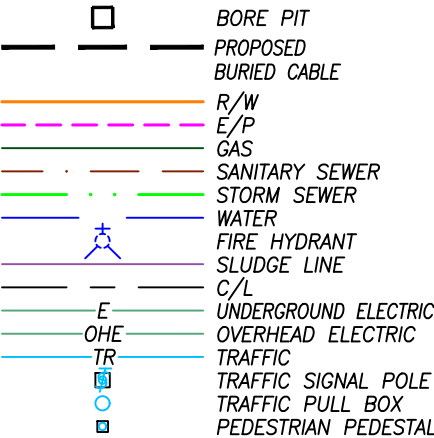 BORE PIT
PROPOSED
BURIED CABLE
R/W
E/P
GAS
SANITARY SEWER
STORM SEWER
WATER
FIRE HYDRANT
SLUDGE LINE
C/L
E UNDERGROUND ELECTRIC
OHE OVERHEAD ELECTRIC
TR TRAFFIC
TRAFFIC SIGNAL POLE
TRAFFIC PULL BOX
PEDESTRIAN PEDESTAL